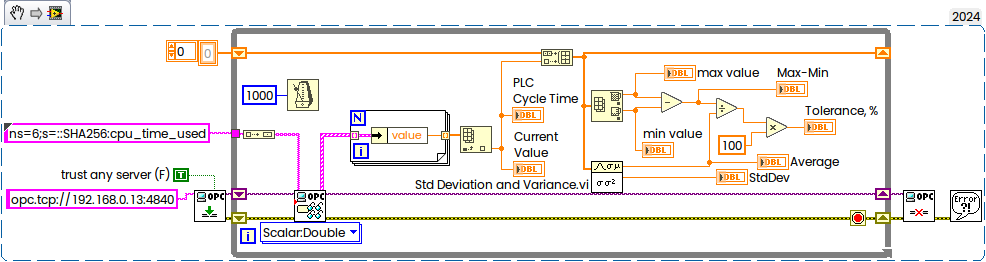 2024
0
0
1000
PLC
Cycle Time
DBL
DBL
max value
Max-Min
DBL
Tolerance, %
DBL
100
min value
DBL
ns=6;s=::SHA256:cpu_time_used
N
value
i
Current
Value
DBL
Average
DBL
StdDev
DBL
Std Deviation and Variance.vi
σσ²
trust any server (F)
T
opc.tcp://192.168.0.13:4840
OPC
OPC
OPC
Error
?!
i
Scalar:Double